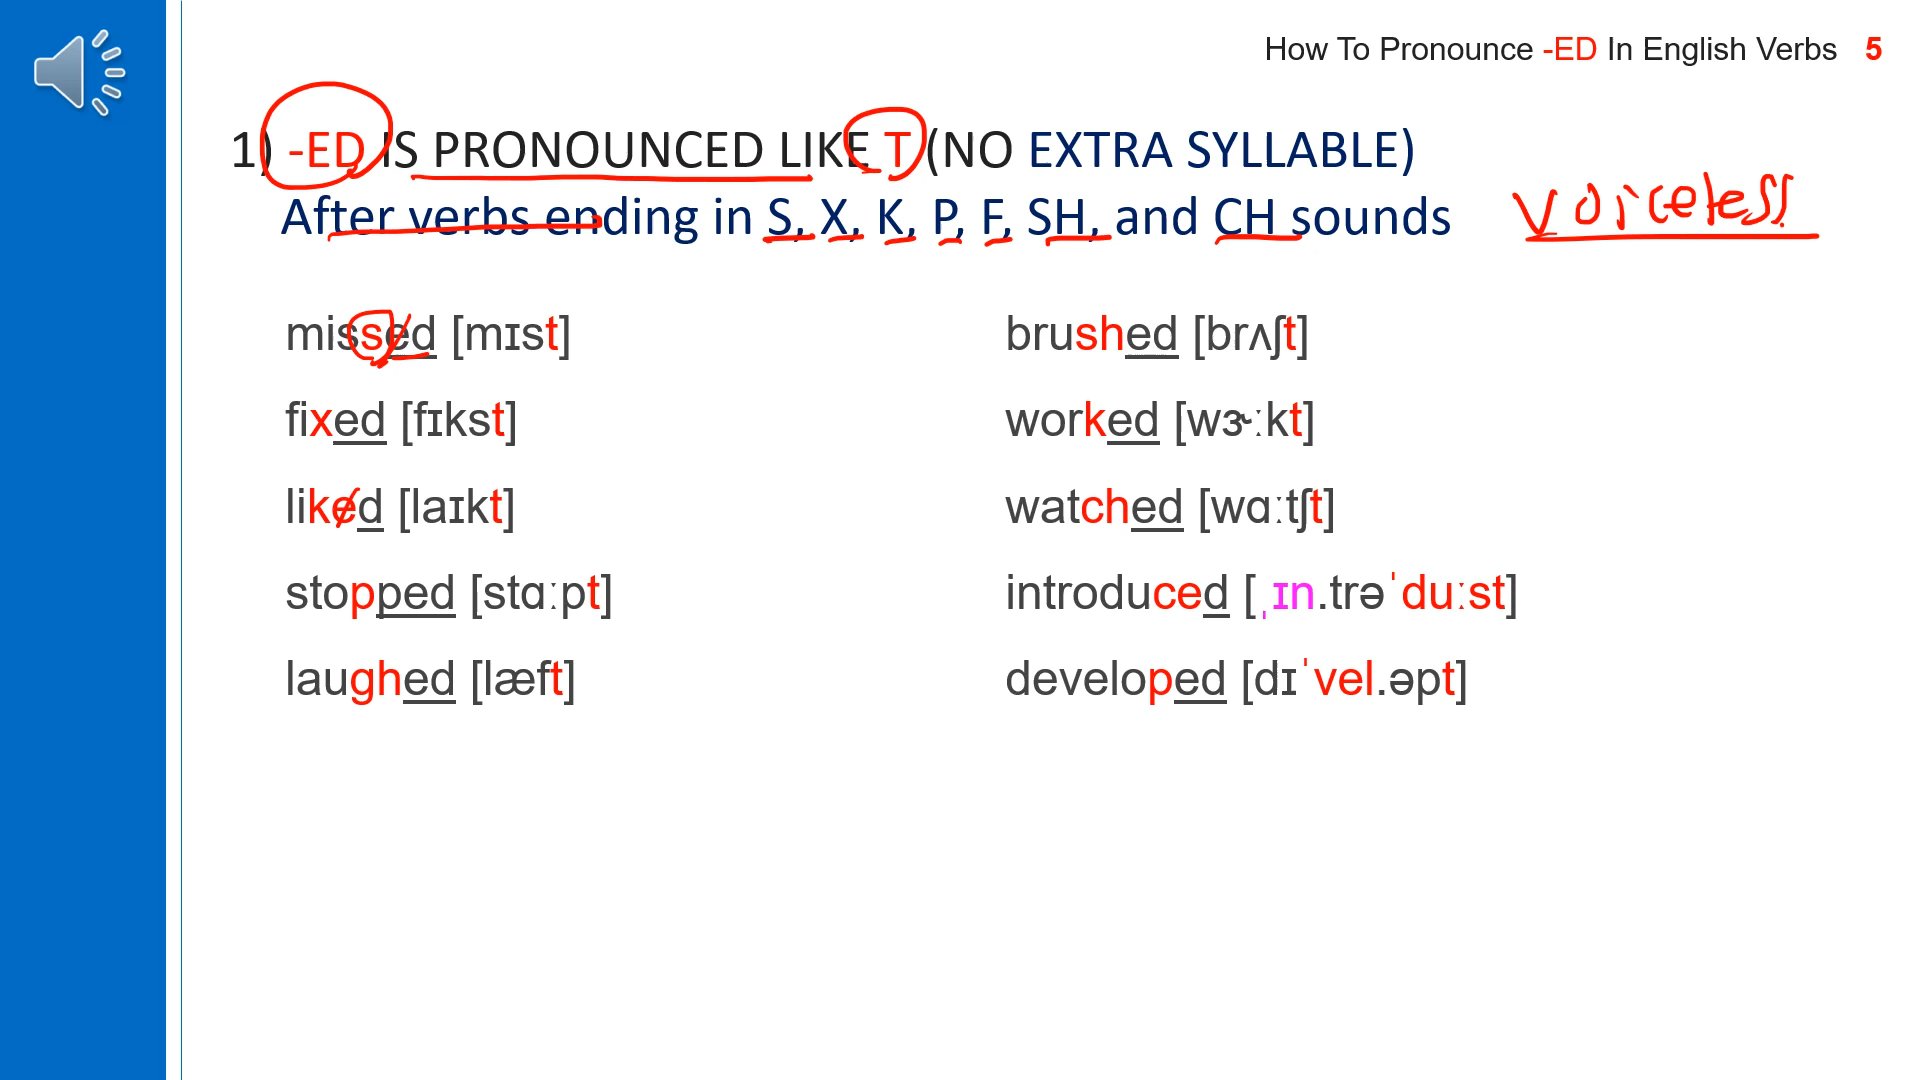 How To Pronounce -ED In English Verbs 5
1) -ED IS PRONOUNCED LIKE T (NO EXTRA SYLLABLE)
After verbs ending in S, X, K, P, F, SH, and CH sounds
voiceless
missed [mɪst]
fixed [fɪkst]
liked [laɪkt]
stopped [stɑːpt]
laughed [læft]
brushed [brʌʃt]
worked [wɝːkt]
watched [wɑːtʃt]
introduced [ˌɪn.trəˈduːst]
developed [dɪˈvel.əpt]